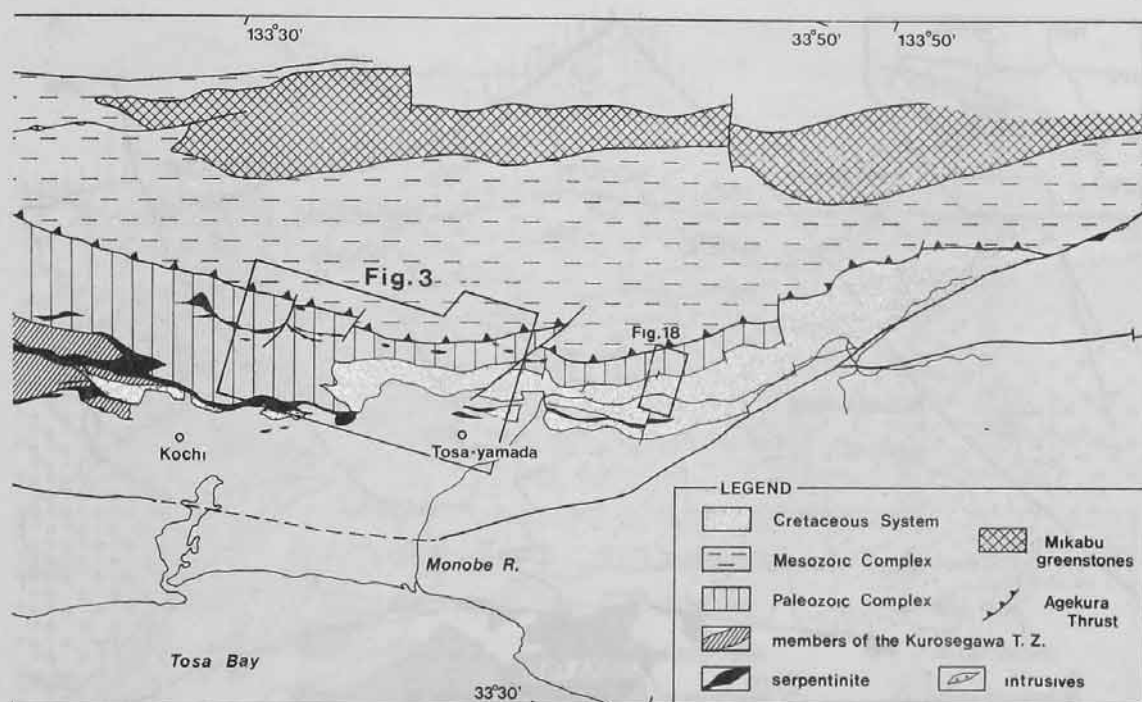 133°30'
33°50'
133°50'
Fig.3
Fig.18
Kochi
Tosa-yamada
Monobe R.
Tosa Bay
33°30'
LEGEND
Cretaceous System
Mesozoic Complex
Paleozoic Complex
members of the Kurosegawa T. Z.
serpentinite
Mikabu
greenstones
Agekura
Thrust
intrusives